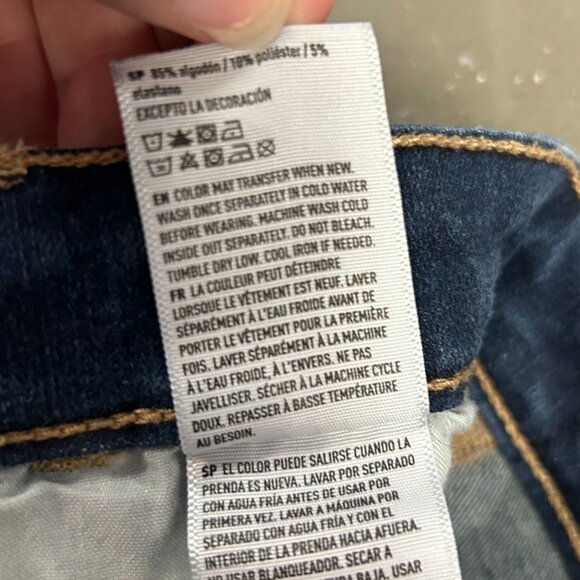 SP 85% algodón / 10% poliéster / 5%
elastano
EXCEPTO LA DECORACIÓN
EN COLOR MAY TRANSFER WHEN NEW.
WASH ONCE SEPARATELY IN COLD WATER
BEFORE WEARING. MACHINE WASH COLD
INSIDE OUT SEPARATELY. DO NOT BLEACH.
TUMBLE DRY LOW. COOL IRON IF NEEDED.
FR LA COULEUR PEUT DÉTEINDRE
LORSQUE LE VÊTEMENT EST NEUF. LAVER
SÉPARÉMENT À L'EAU FROIDE AVANT DE
PORTER LE VÊTEMENT POUR LA PREMIÈRE
FOIS. LAVER SÉPARÉMENT À LA MACHINE
À L'EAU FROIDE, À L'ENVERS. NE PAS
JAVELLISER. SÉCHER À LA MACHINE CYCLE
DOUX. REPASSER À BASSE TEMPÉRATURE
AU BESOIN.
SP EL COLOR PUEDE SALIRSE CUANDO LA
PRENDA ES NUEVA. LAVAR POR SEPARADO
CON AGUA FRÍA ANTES DE USAR POR
PRIMERA VEZ. LAVAR A MÁQUINA POR
SEPARADO CON AGUA FRÍA Y CON EL
INTERIOR DE LA PRENDA HACIA AFUERA.
NO USAR BLANQUEADOR. SECAR A
BAJA. USAR